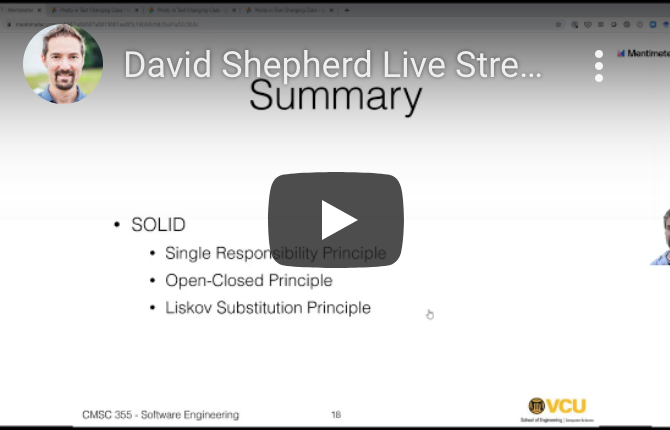 David Shepherd Live Stre...
Mentimete
Summary
• SOLID
• Single Responsibility Principle
• Open-Closed Principle
• Liskov Substitution Principle
CMSC 355 - Software Engineering
18
VCU
School of Engineering | Computer Science